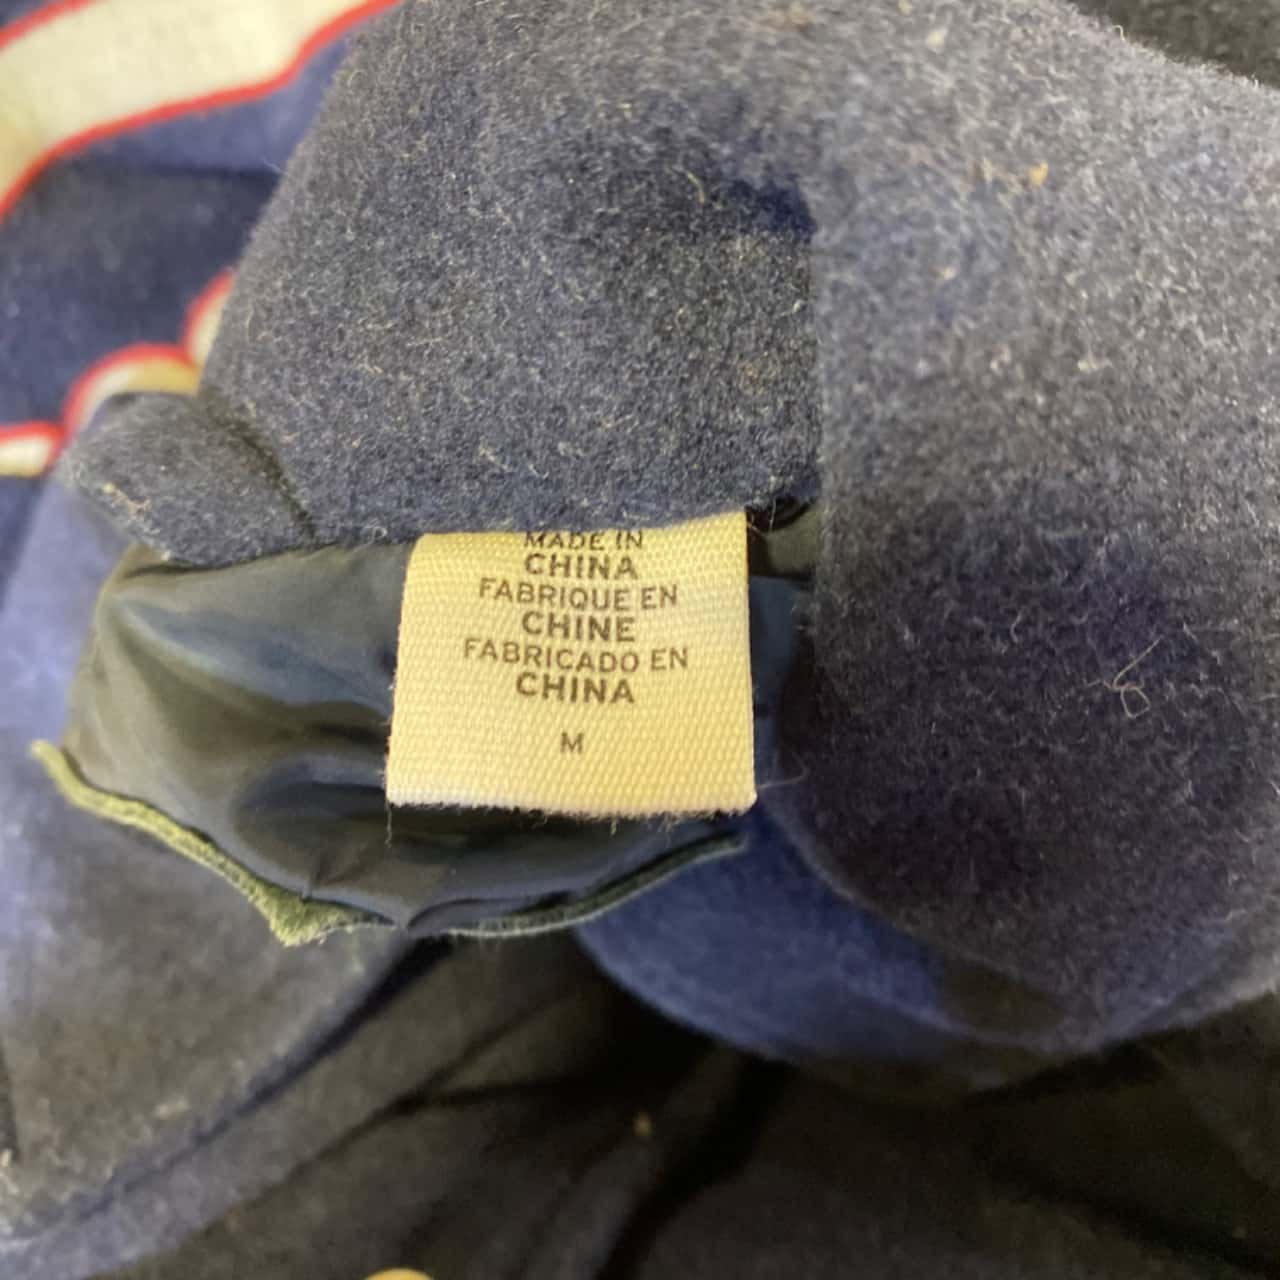 MADE IN
CHINA
FABRIQUE EN
CHINE
FABRICADO EN
CHINA
M